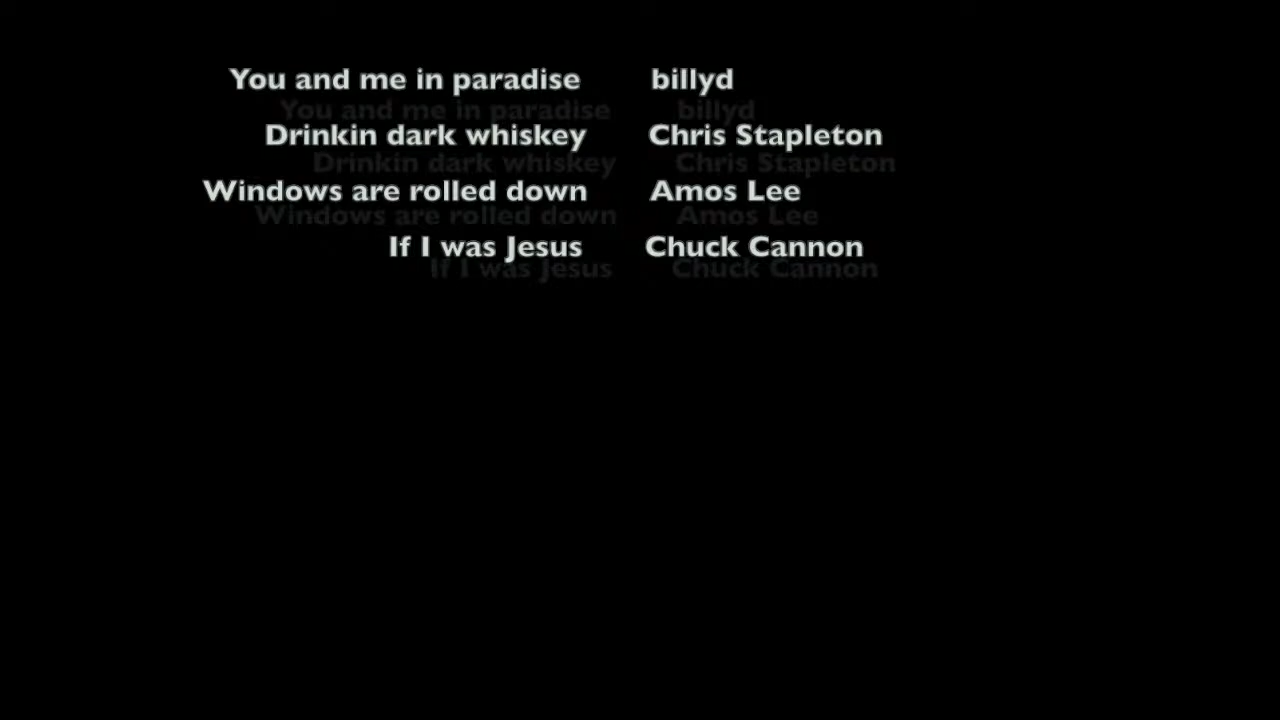 You and me in paradise billyd
Drinkin dark whiskey Chris Stapleton
Windows are rolled down Amos Lee
If I was Jesus Chuck Cannon